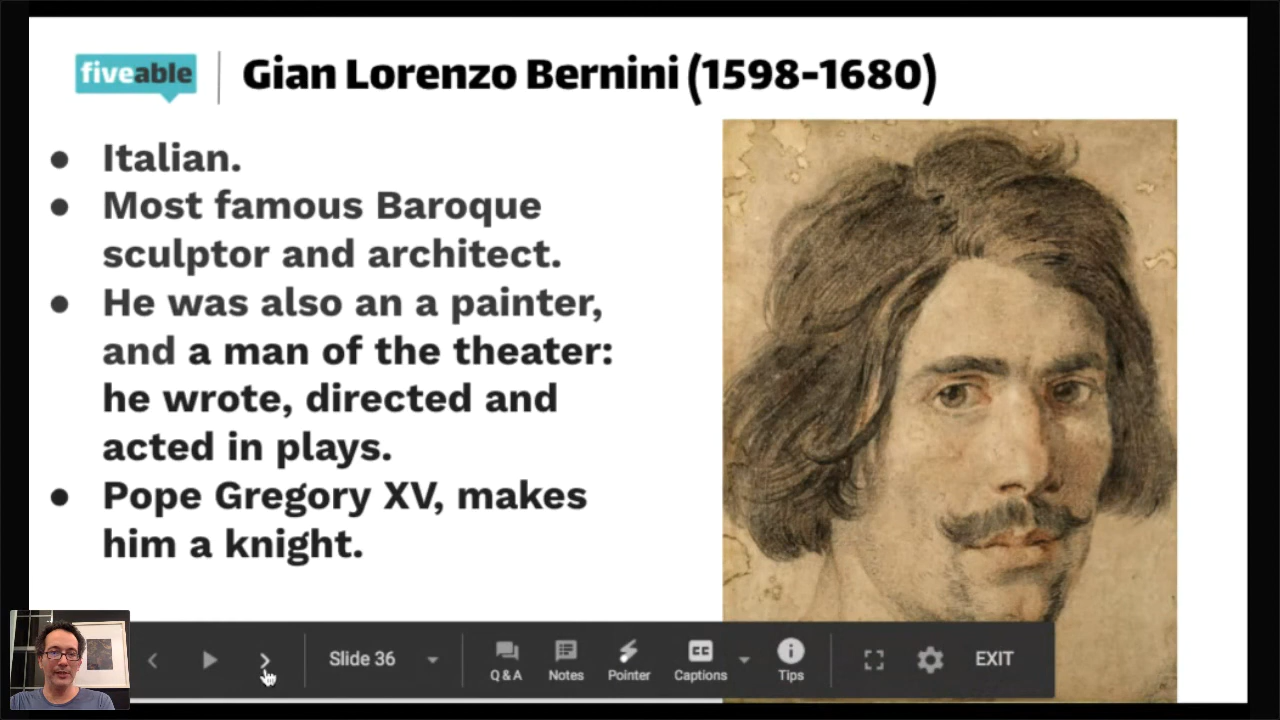 fiveable
Gian Lorenzo Bernini (1598-1680)
● Italian.
● Most famous Baroque
sculptor and architect.
● He was also an a painter,
and a man of the theater:
he wrote, directed and
acted in plays.
● Pope Gregory XV, makes
him a knight.
Slide 36
Q & A
Notes
Pointer
Captions
Tips
EXIT